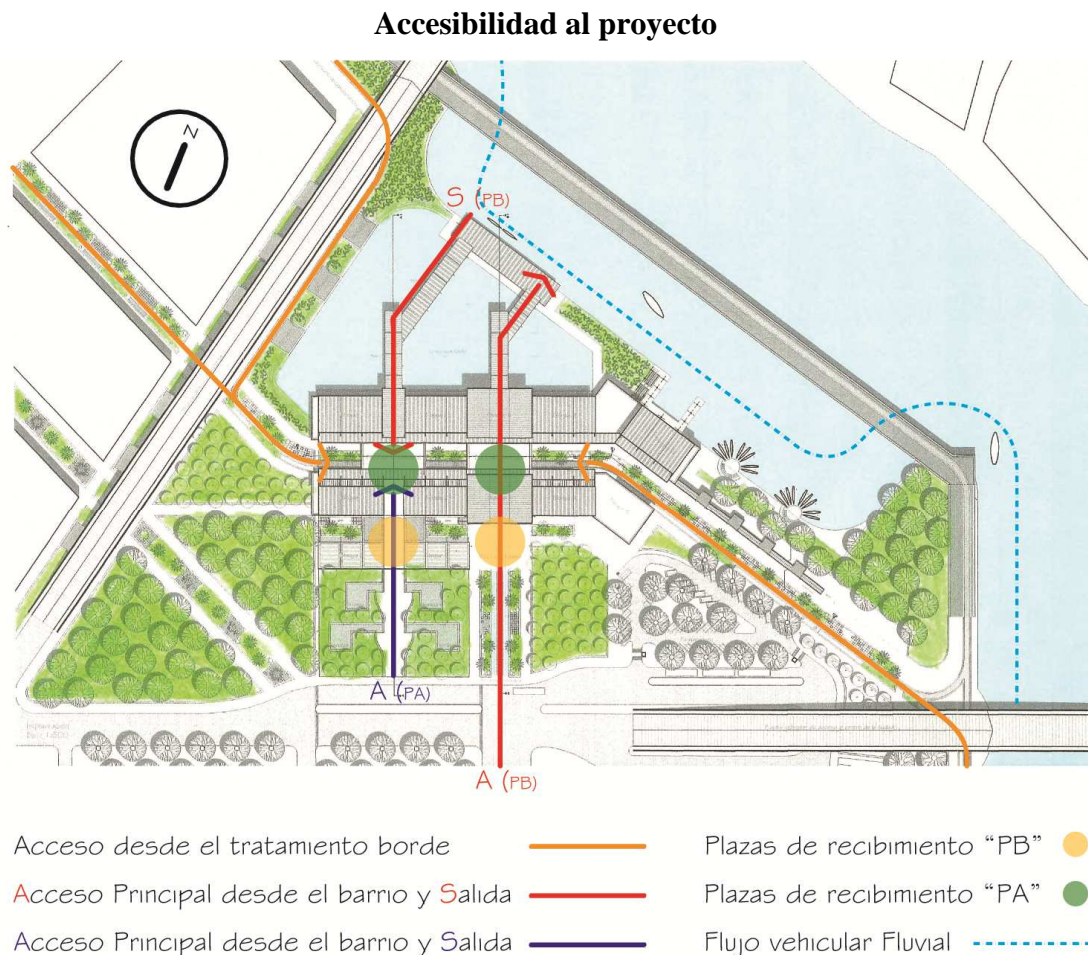 Accesibilidad al proyecto
N
S (PB)
A (PA)
A (PB)
Acceso desde el tratamiento borde
Plazas de recibimiento “PB”
Acceso Principal desde el barrio y Salida
Plazas de recibimiento “PA”
Acceso Principal desde el barrio y Salida
Flujo vehicular Fluvial